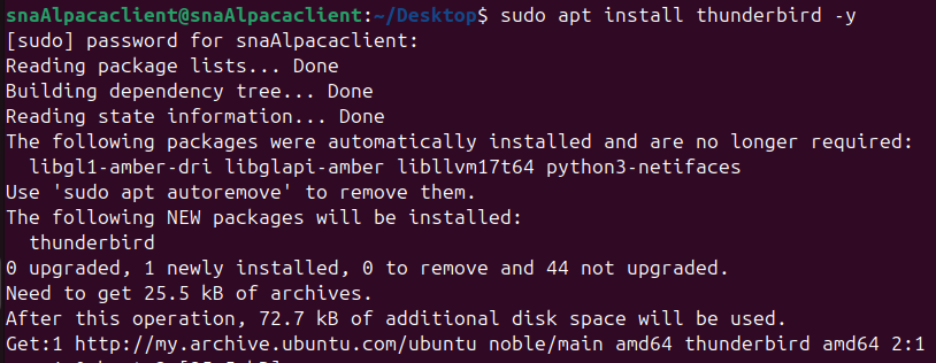 snaAlpacaclient@snaAlpacaclient:~/Desktop$ sudo apt install thunderbird -y
[sudo] password for snaAlpacaclient:
Reading package lists... Done
Building dependency tree... Done
Reading state information... Done
The following packages were automatically installed and are no longer required:
  libgl1-amber-dri libglapi-amber libllvm17t64 python3-netifaces
Use 'sudo apt autoremove' to remove them.
The following NEW packages will be installed:
  thunderbird
0 upgraded, 1 newly installed, 0 to remove and 44 not upgraded.
Need to get 25.5 kB of archives.
After this operation, 72.7 kB of additional disk space will be used.
Get:1 http://my.archive.ubuntu.com/ubuntu noble/main amd64 thunderbird amd64 2:1